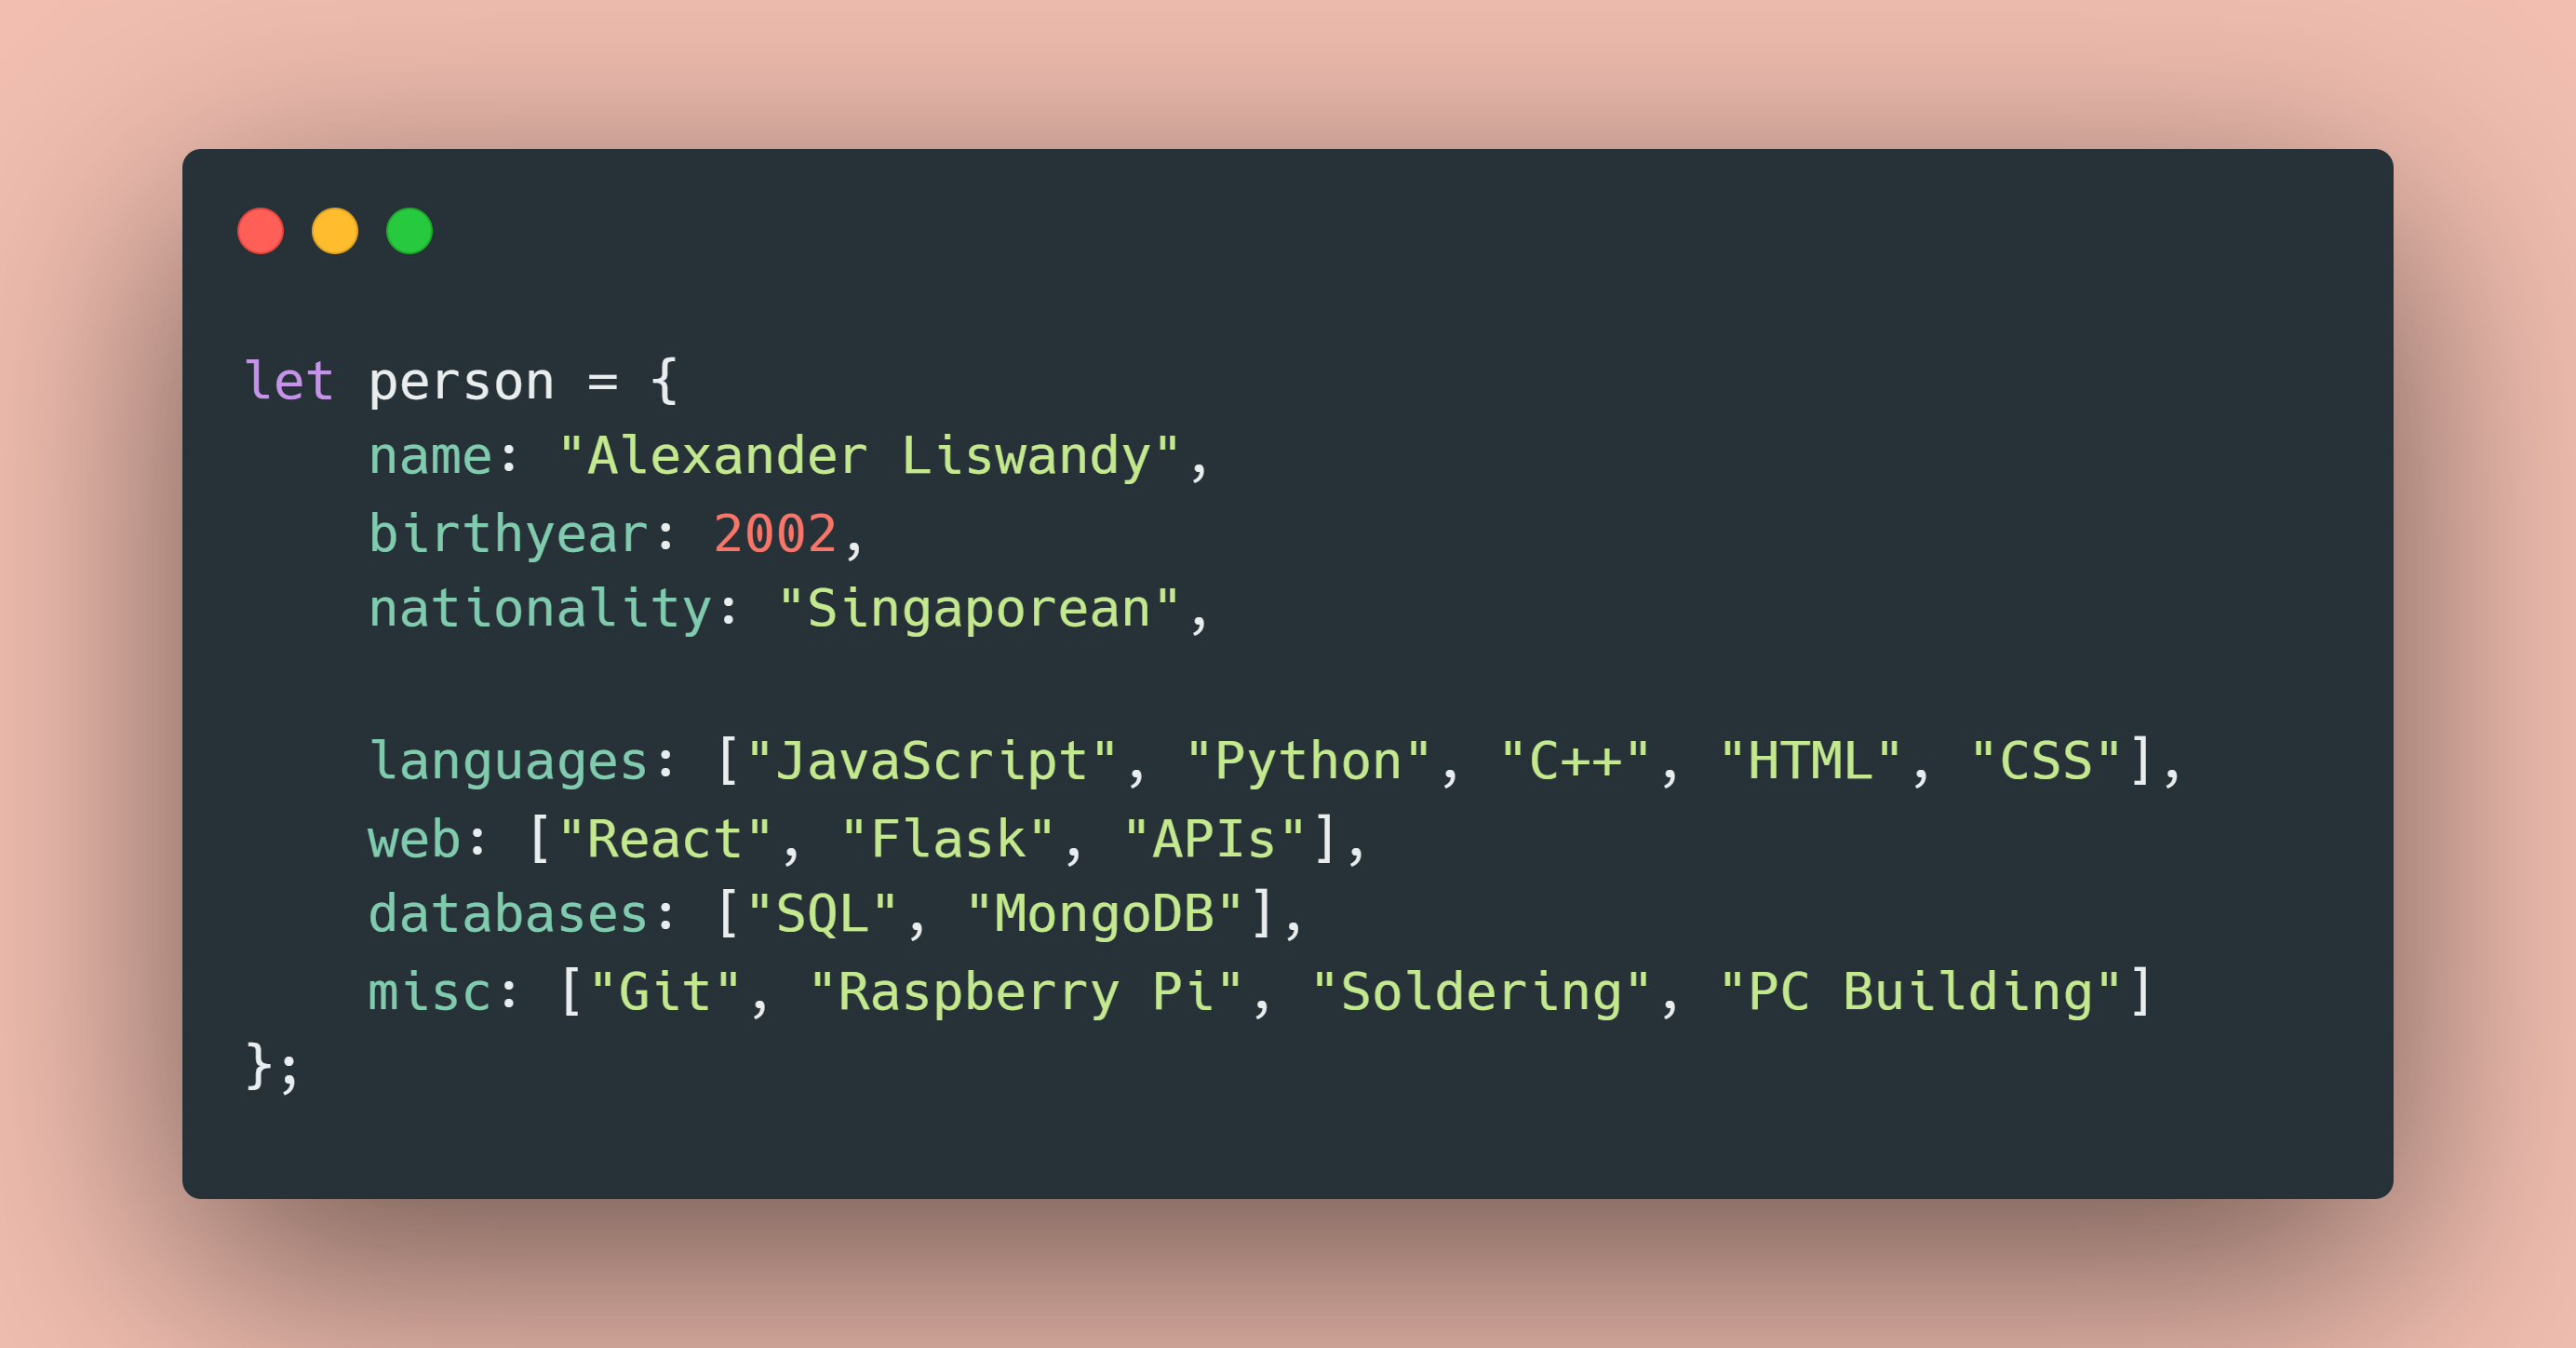 let person = {
    name: "Alexander Liswandy",
    birthyear: 2002,
    nationality: "Singaporean",

    languages: ["JavaScript", "Python", "C++", "HTML", "CSS"],
    web: ["React", "Flask", "APIs"],
    databases: ["SQL", "MongoDB"],
    misc: ["Git", "Raspberry Pi", "Soldering", "PC Building"]
};